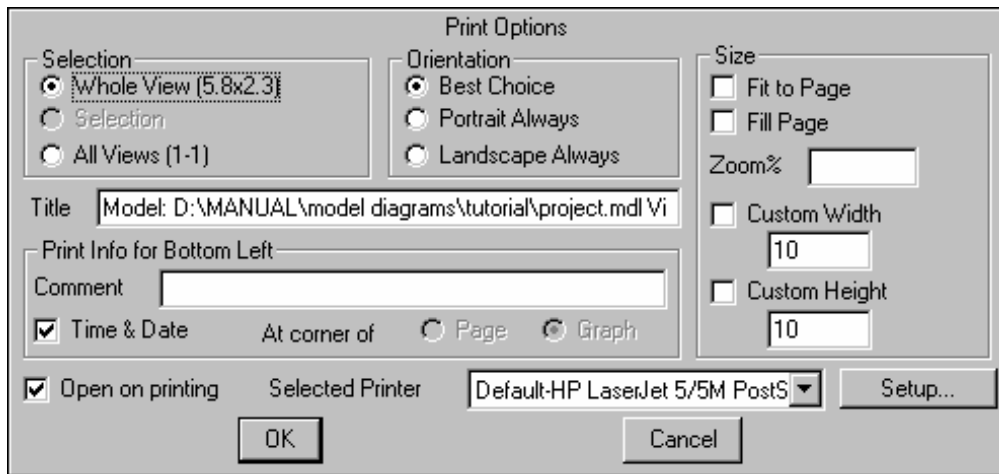 Print Options
Selection
Whole View (5.8x2.3)
Selection
All Views (1-1)
Orientation
Best Choice
Portrait Always
Landscape Always
Size
Fit to Page
Fill Page
Zoom%
Custom Width
10
Custom Height
10
Title Model: D:\MANUAL\model diagrams\tutorial\project.mdl Vi
Print Info for Bottom Left
Comment
Time & Date At corner of Page Graph
Open on printing Selected Printer Default-HP LaserJet 5/5M PostS Setup...
OK Cancel